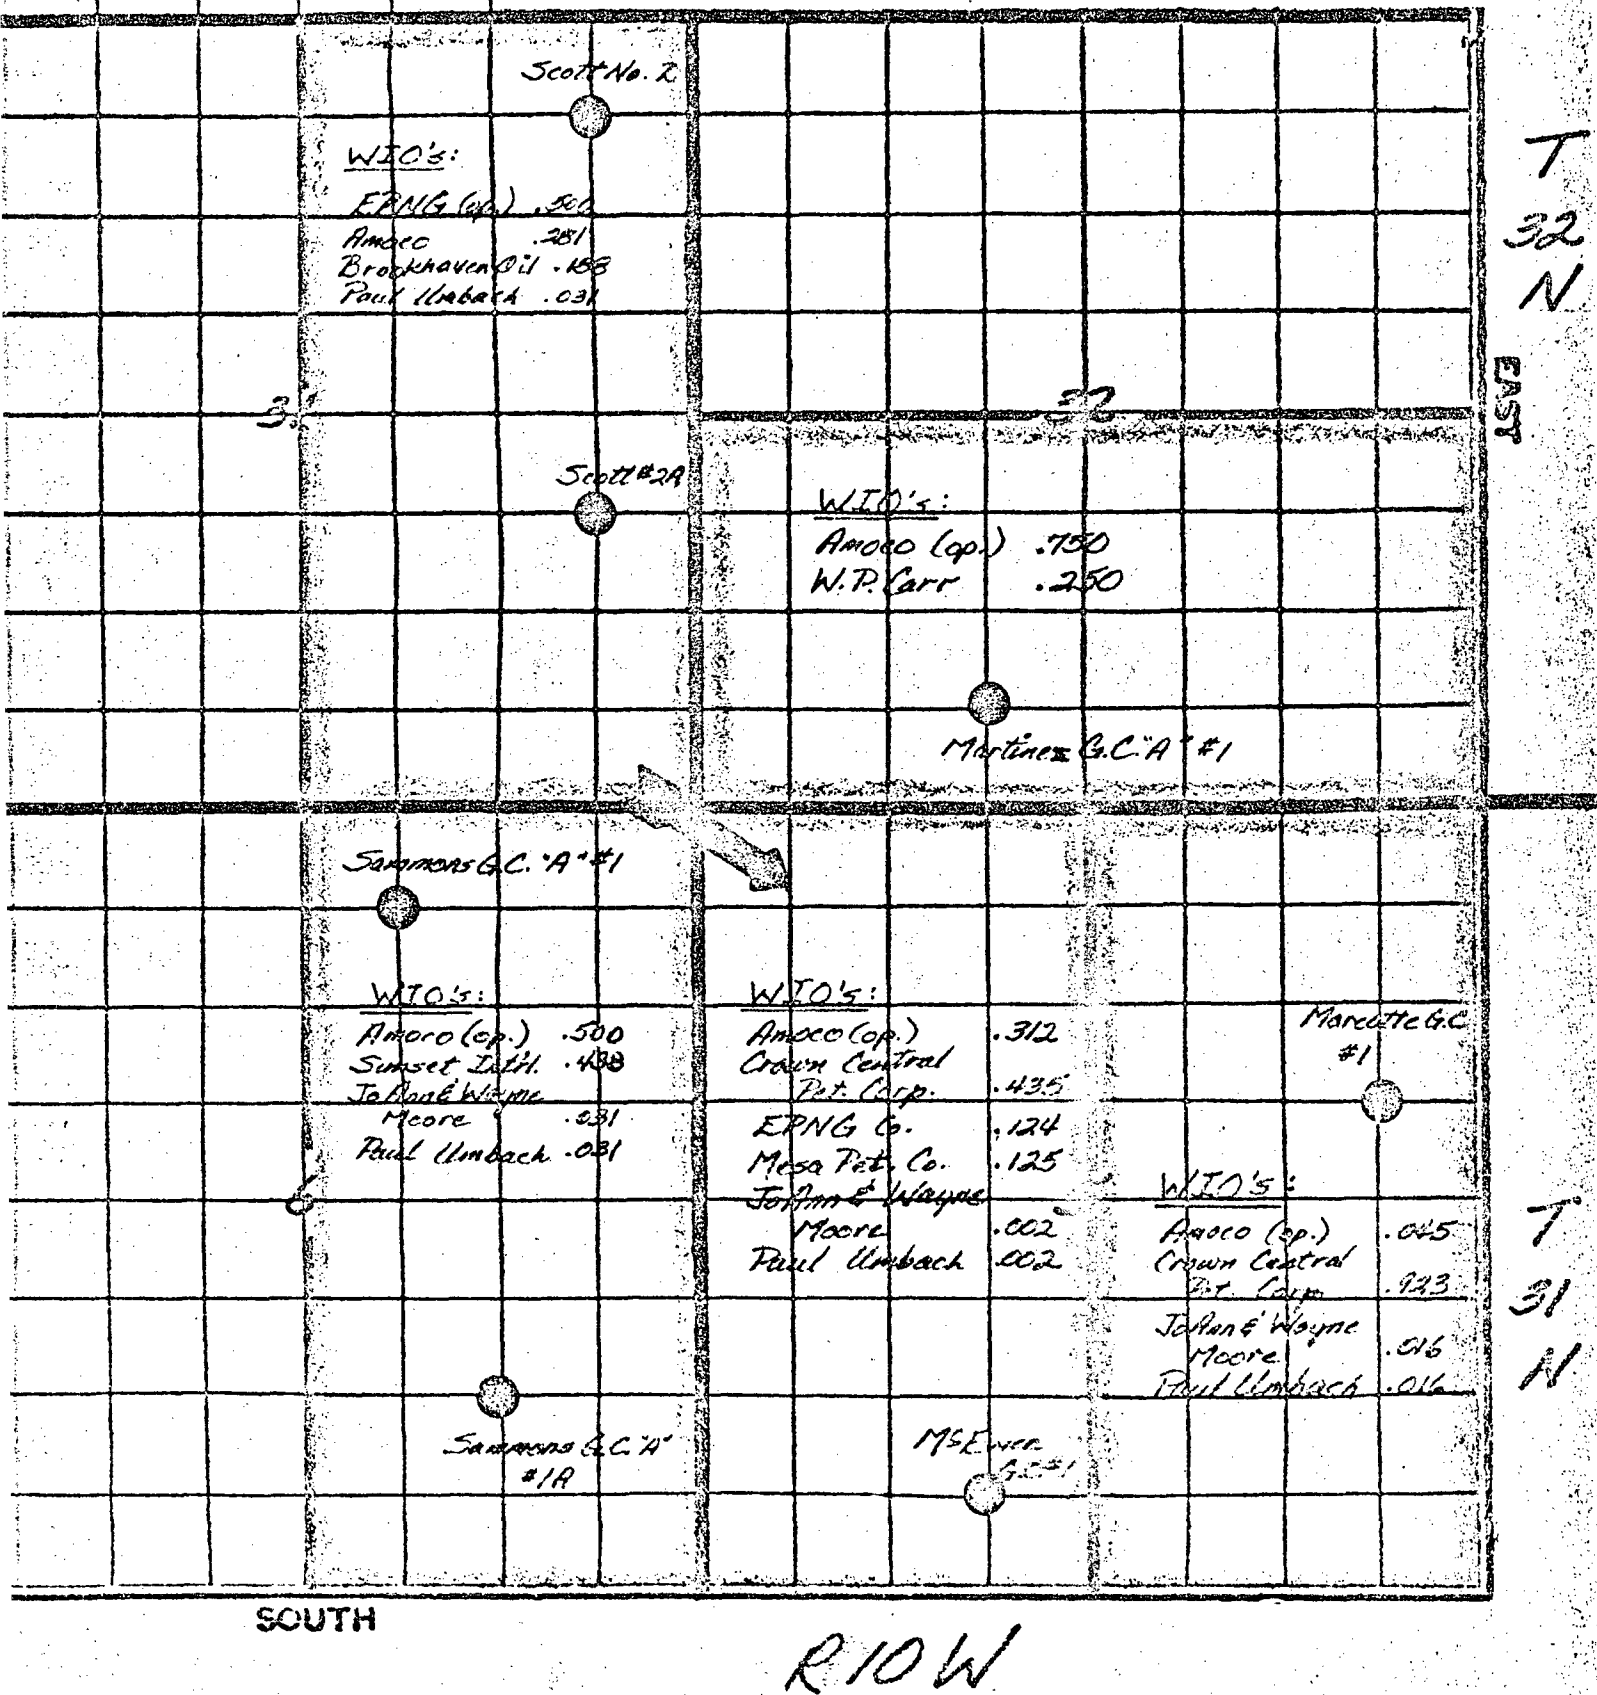 Scott No. 2
WIO's:
EPNG (op.) .500
Amoco .281
Brookhaven Oil .188
Paul Umbach .031
T
32
N
EAST
31
32
Scott #2A
WIO's:
Amoco (op.) .750
W.P. Carr .250
Martinez G.C. "A" #1
Sammons G.C. "A" #1
WIO's:
Amoco (op.) .500
Sunset Int'l. .438
JoAnn & Wayne
Moore .031
Paul Umbach .031
6
Sammons G.C. "A"
#1A
WIO's:
Amoco (op.) .312
Crown Central
Pet. Corp. .435
EPNG Co. .124
Mesa Pet. Co. .125
JoAnn & Wayne
Moore .002
Paul Umbach .002
McEwen
G.C. #1
Marcotte G.C.
#1
WIO's:
Amoco (op.) .045
Crown Central
Pet. Corp. .923
JoAnn & Wayne
Moore .016
Paul Umbach .016
T
31
N
SOUTH
R 10 W